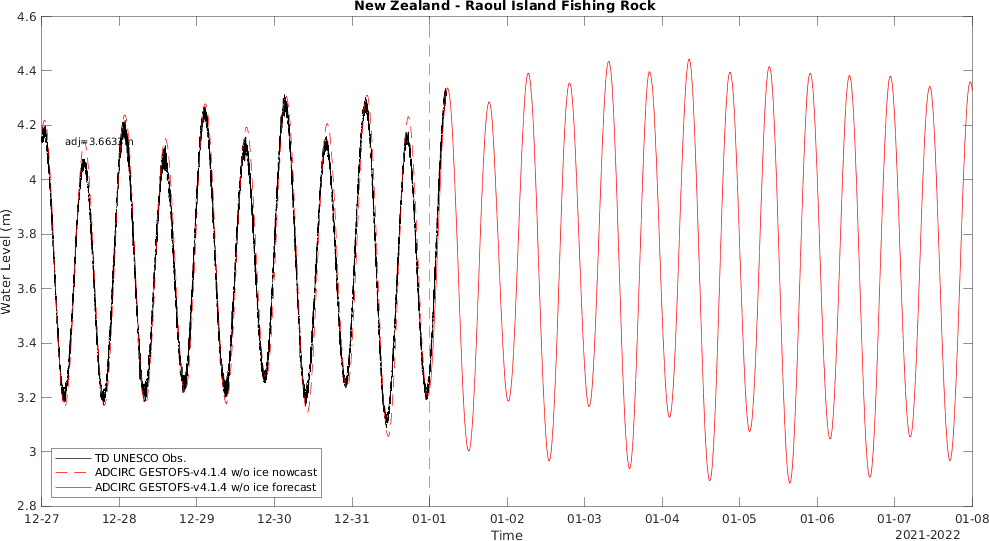 New Zealand - Raoul Island Fishing Rock
4.6
4.4
4.2
4
3.8
3.6
3.4
3.2
3
2.8
Water Level (m)
adj=3.6633m
TD UNESCO Obs.
ADCIRC GESTOFS-v4.1.4 w/o ice nowcast
ADCIRC GESTOFS-v4.1.4 w/o ice forecast
12-27 12-28 12-29 12-30 12-31 01-01 01-02 01-03 01-04 01-05 01-06 01-07 01-08
Time
2021-2022